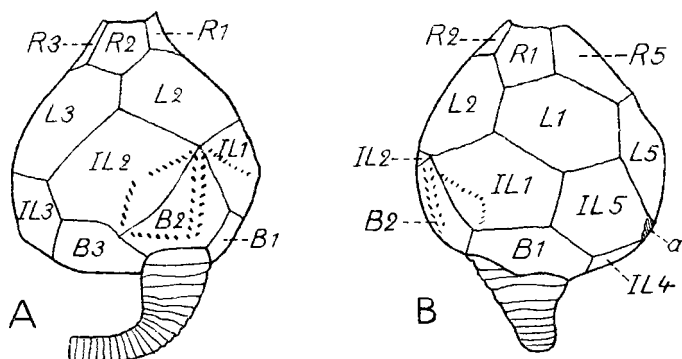 R3 R2 R1
L3 L2
IL2 IL1
IL3 B2
B3 B1
A
R2 R1 R5
L2 L1 L5
IL2 IL1 IL5
B2 B1 a
IL4
B